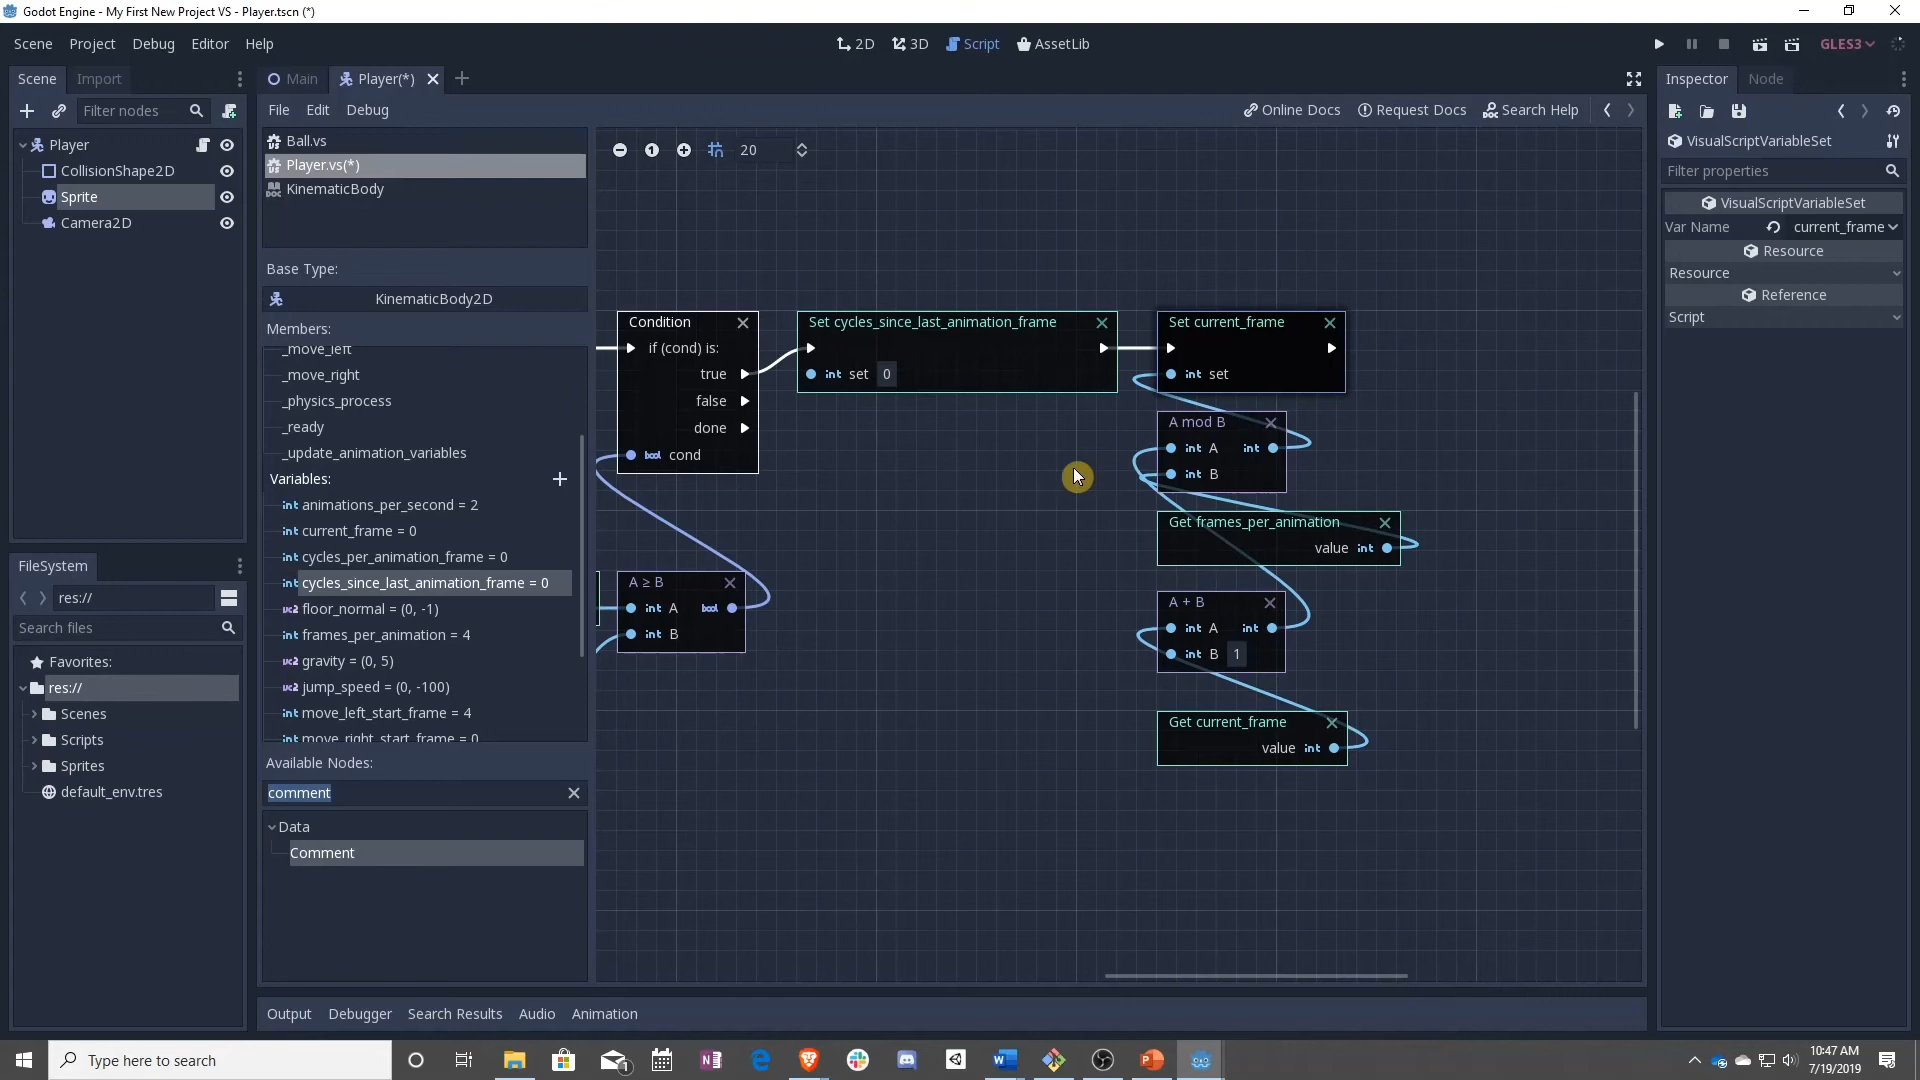 Godot Engine - My First New Project VS - Player.tscn (*)
Scene Project Debug Editor Help
2D 3D Script AssetLib
GLES3
Scene Import
Main Player(*)
Inspector Node
Filter nodes
File Edit Debug
Online Docs Request Docs Search Help
Player
CollisionShape2D
Sprite
Camera2D
Ball.vs
Player.vs(*)
KinematicBody
20
Base Type:
KinematicBody2D
Members:
_move_left
_move_right
_physics_process
_ready
_update_animation_variables
Variables:
int animations_per_second = 2
int current_frame = 0
int cycles_per_animation_frame = 0
int cycles_since_last_animation_frame = 0
vc2 floor_normal = (0, -1)
int frames_per_animation = 4
vc2 gravity = (0, 5)
vc2 jump_speed = (0, -100)
int move_left_start_frame = 4
int move_right_start_frame = 0
Available Nodes:
comment
Data
Comment
Condition
if (cond) is:
true
false
done
bool cond
Set cycles_since_last_animation_frame
int set 0
Set current_frame
int set
A mod B
int A int
int B
Get frames_per_animation
value int
A ≥ B
int A bool
int B
A + B
int A int
int B 1
Get current_frame
value int
VisualScriptVariableSet
Filter properties
VisualScriptVariableSet
Var Name current_frame
Resource
Resource
Reference
Script
FileSystem
res://
Search files
Favorites:
res://
Scenes
Scripts
Sprites
default_env.tres
Output Debugger Search Results Audio Animation
Type here to search
10:47 AM
7/19/2019